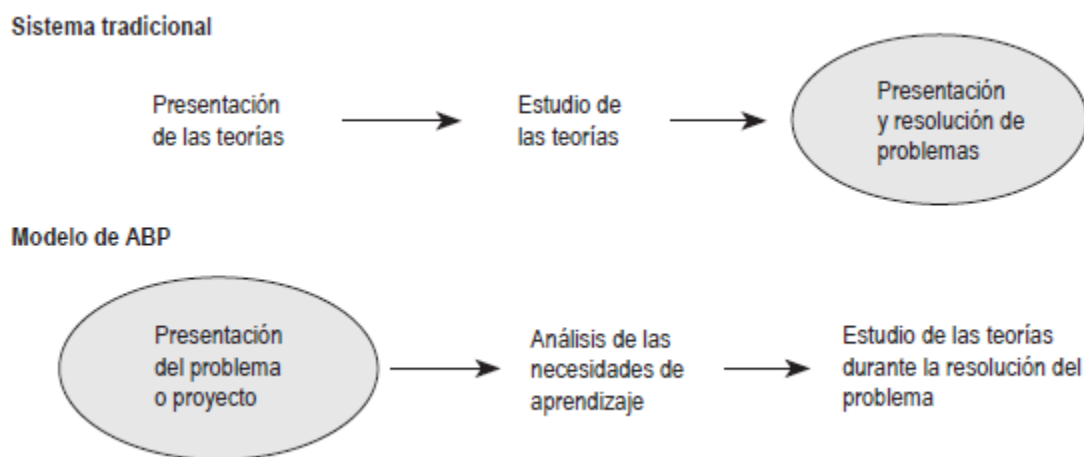 Sistema tradicional
Presentación
de las teorías
Estudio de
las teorías
Presentación
y resolución de
problemas
Modelo de ABP
Presentación
del problema
o proyecto
Análisis de las
necesidades de
aprendizaje
Estudio de las teorías
durante la resolución del
problema